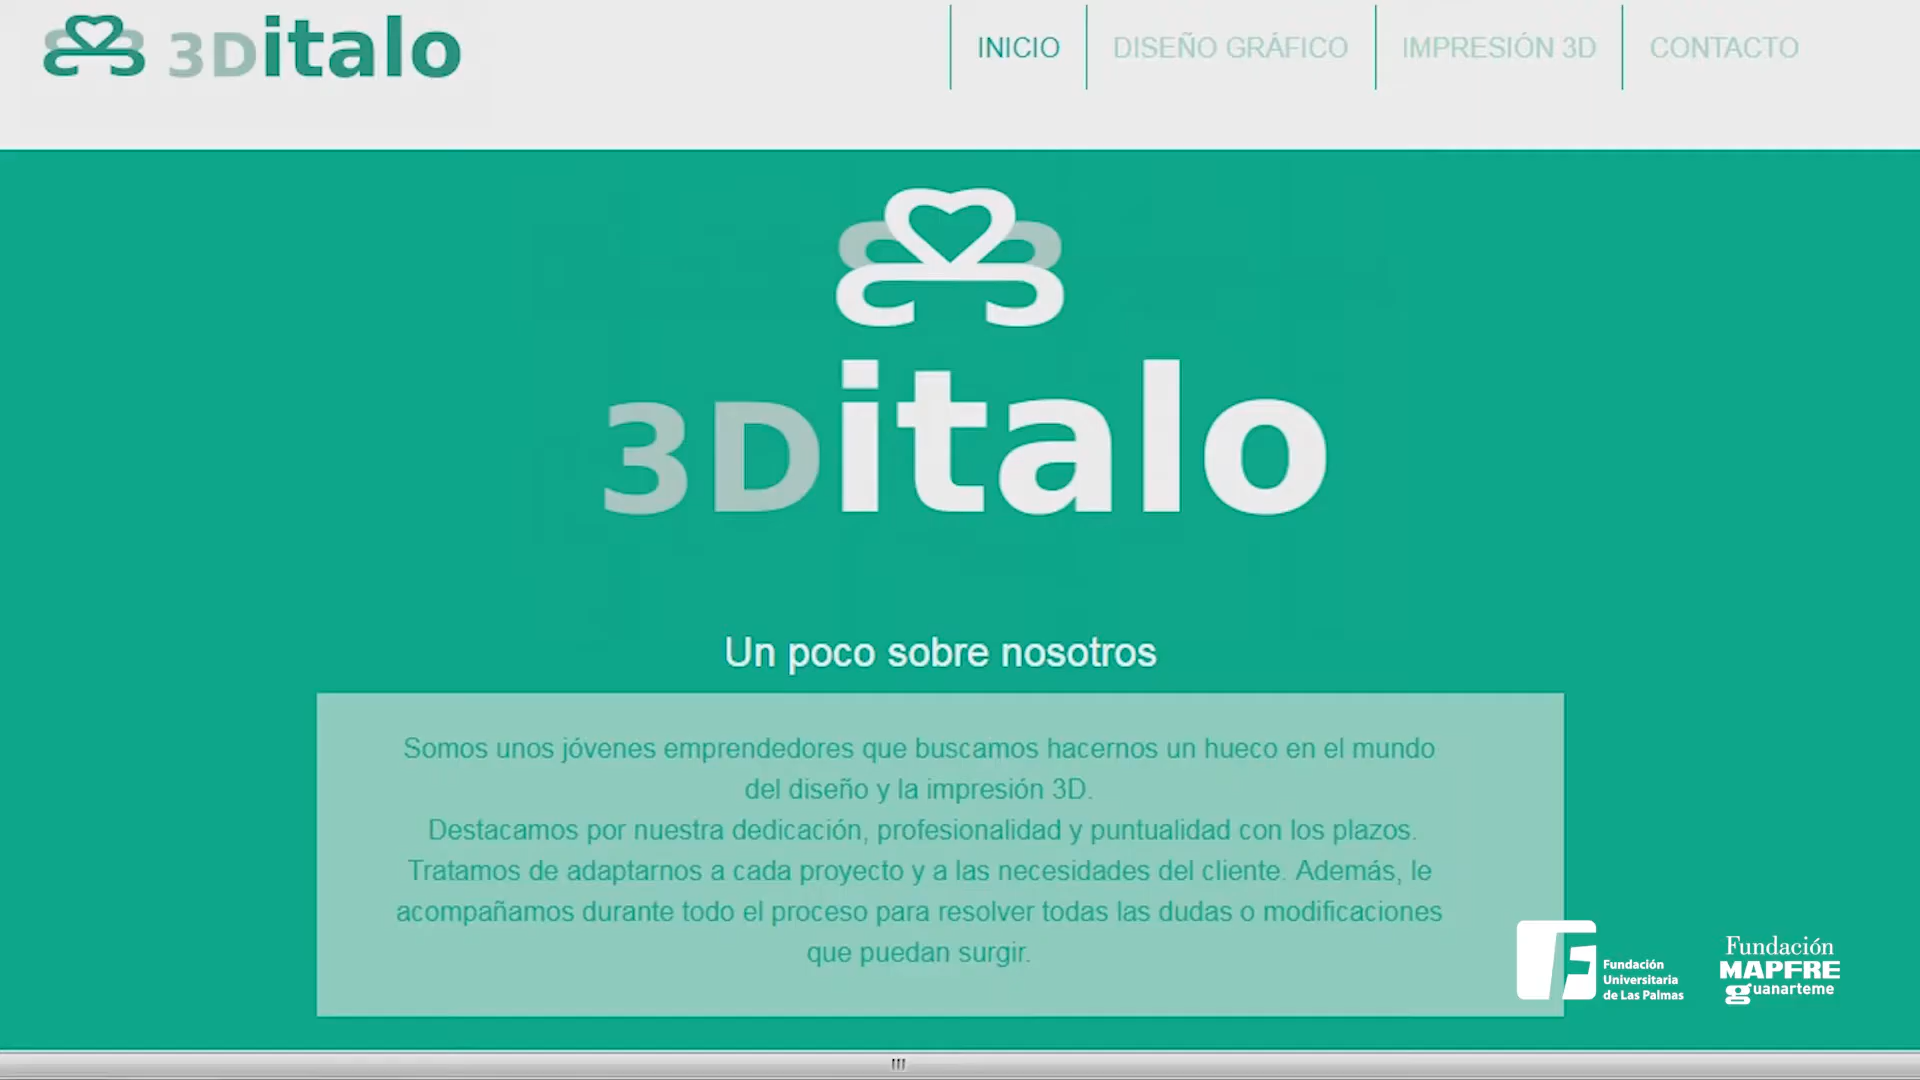 3Ditalo
INICIO
DISEÑO GRÁFICO
IMPRESIÓN 3D
CONTACTO
3Ditalo
Un poco sobre nosotros
Somos unos jóvenes emprendedores que buscamos hacernos un hueco en el mundo
del diseño y la impresión 3D.
Destacamos por nuestra dedicación, profesionalidad y puntualidad con los plazos.
Tratamos de adaptarnos a cada proyecto y a las necesidades del cliente. Además, le
acompañamos durante todo el proceso para resolver todas las dudas o modificaciones
que puedan surgir.
Fundación
Universitaria
de Las Palmas
Fundación
MAPFRE
guanarteme